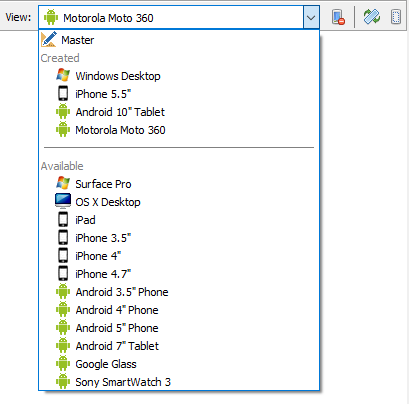 View: Motorola Moto 360
Master
Created
Windows Desktop
iPhone 5.5"
Android 10" Tablet
Motorola Moto 360
Available
Surface Pro
OS X Desktop
iPad
iPhone 3.5"
iPhone 4"
iPhone 4.7"
Android 3.5" Phone
Android 4" Phone
Android 5" Phone
Android 7" Tablet
Google Glass
Sony SmartWatch 3